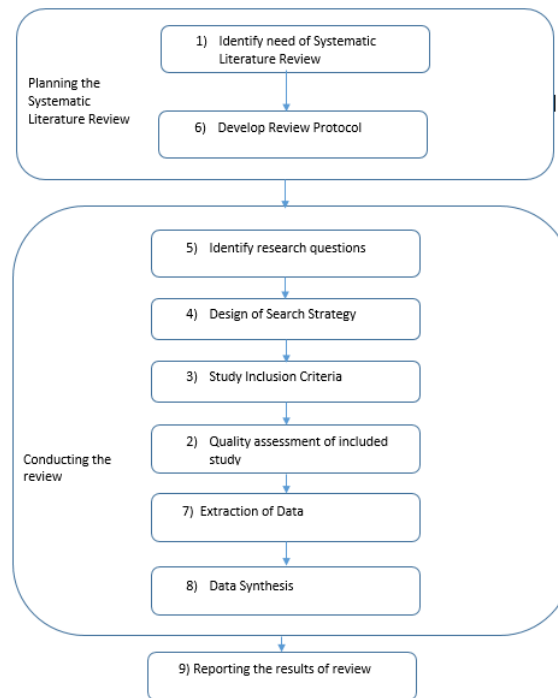 1) Identify need of Systematic
Literature Review
Planning the
Systematic
Literature Review
6) Develop Review Protocol
5) Identify research questions
4) Design of Search Strategy
3) Study Inclusion Criteria
2) Quality assessment of included
study
Conducting the
review
7) Extraction of Data
8) Data Synthesis
9) Reporting the results of review